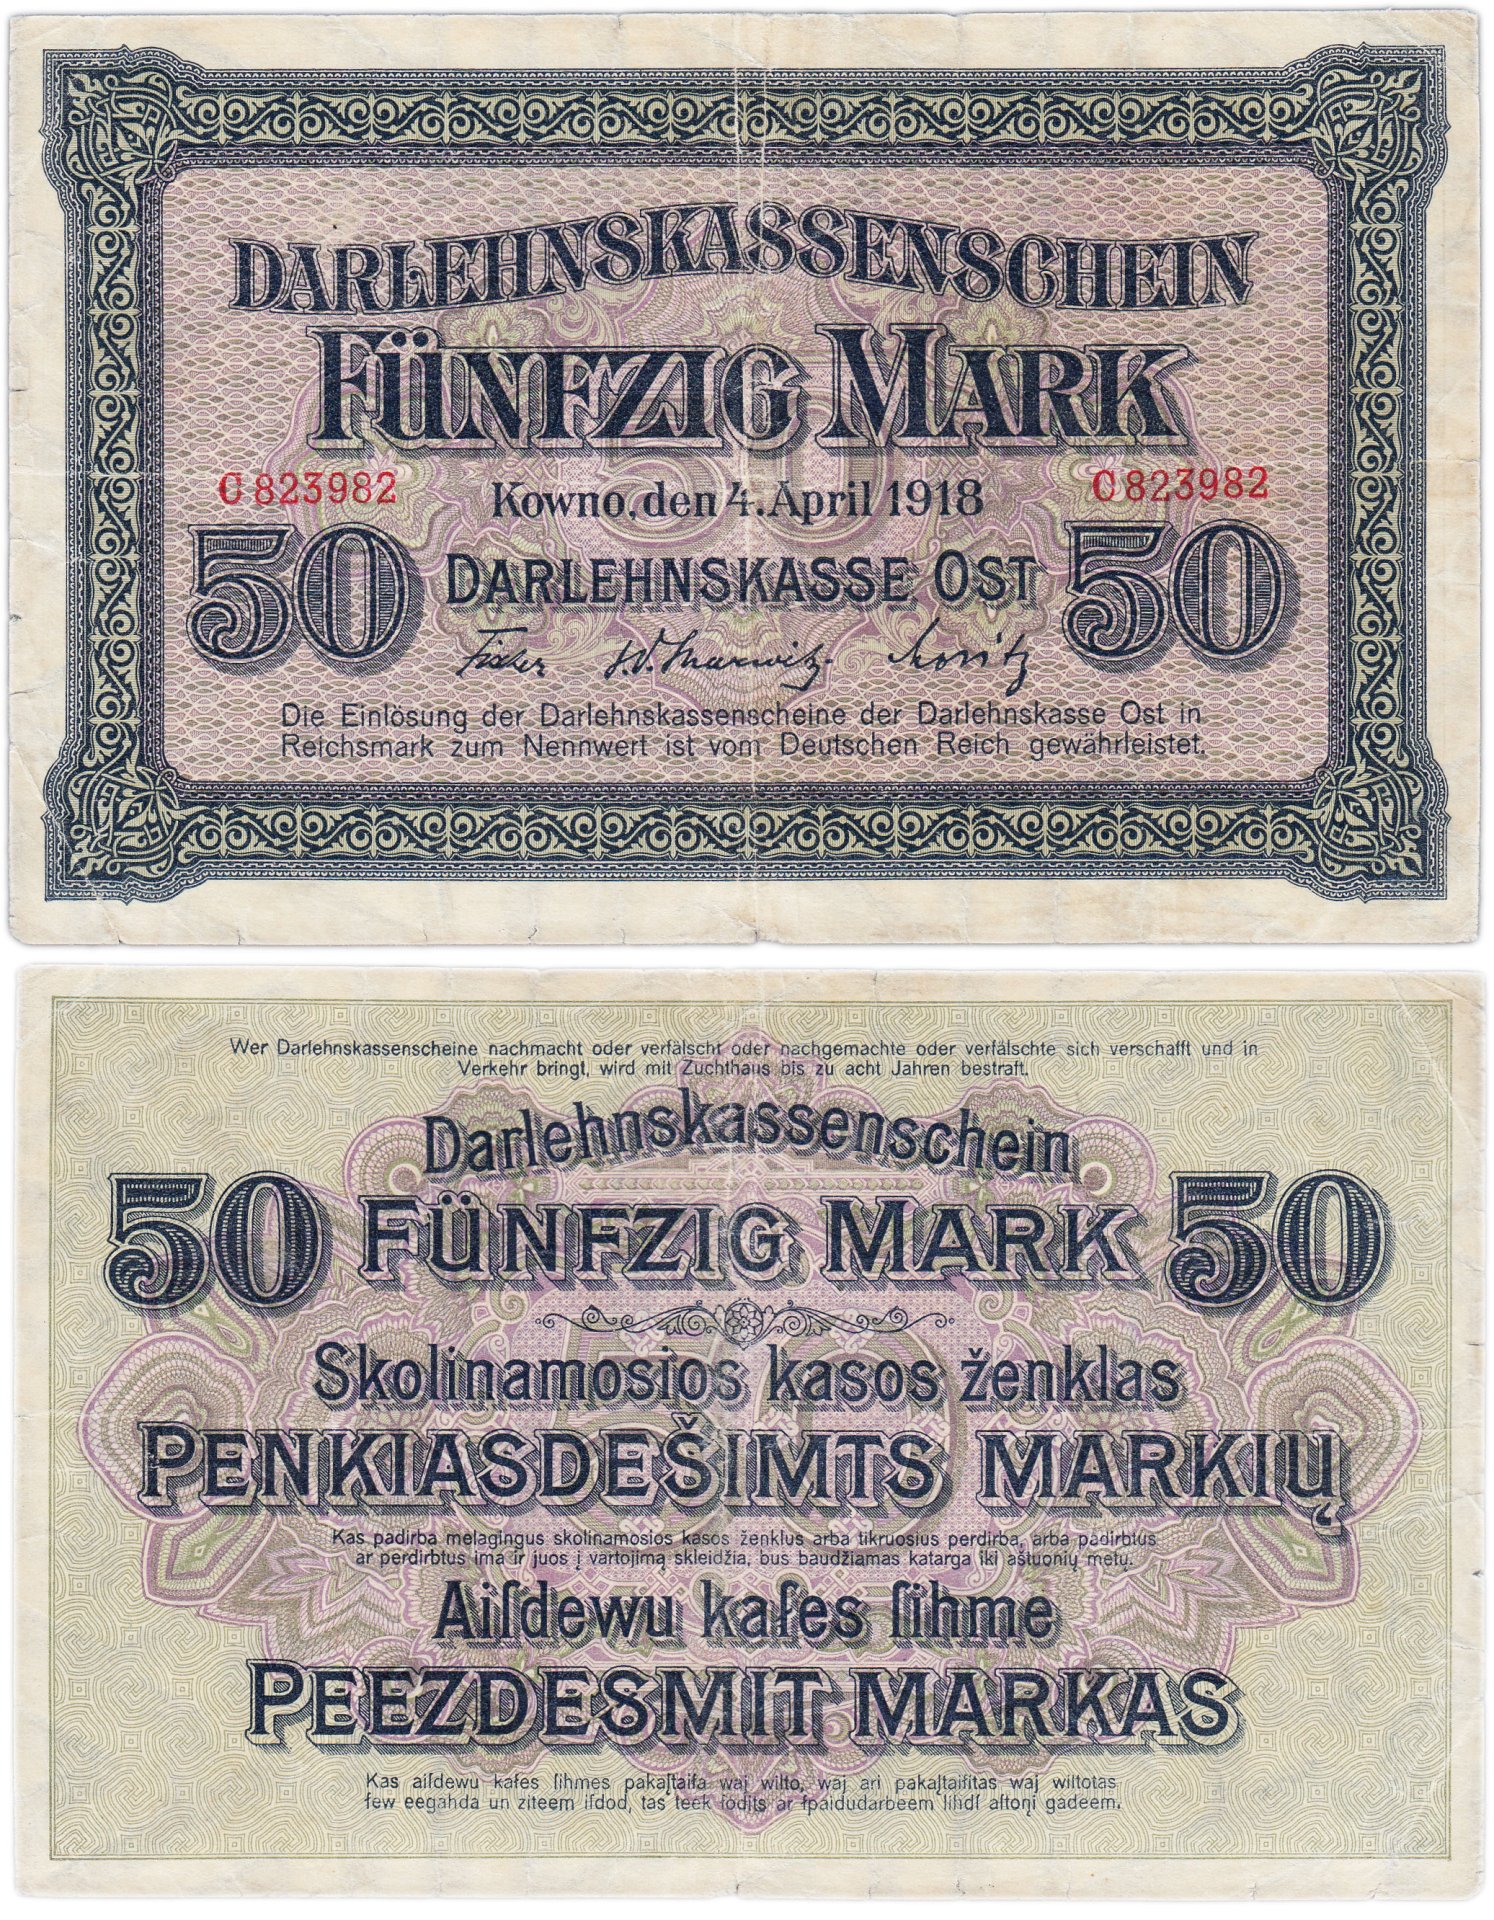 DARLEHNSKASSENSCHEIN
FÜNFZIG MARK
C 823982 C 823982
Kowno, den 4. April 1918
50 DARLEHNSKASSE OST 50
Fischer v. Marwitz
Die Einlösung der Darlehnskassenscheine der Darlehnskasse Ost in
Reichsmark zum Nennwert ist vom Deutschen Reich gewährleistet.
Wer Darlehnskassenscheine nachmacht oder verfälscht oder nachgemachte oder verfälschte sich verschafft und in
Verkehr bringt, wird mit Zuchthaus bis zu acht Jahren bestraft.
Darlehnskassenschein
50 FÜNFZIG MARK 50
Skolinamosios kasos ženklas
PENKIASDEŠIMTS MARKIŲ
Kas padirba melagingus skolinamosios kasos ženklus arba tikruosius perdirba, arba padirbtus
ar perdirbtus ima ir juos į vartojimą skleidžia, bus baudžiamas katarga iki aštuonių metų.
Aiſdewu kaſes ſihme
PEEZDESMIT MARKAS
Kas aiſdewu kaſes ſihmes pakaļtaiſa waj wilto, waj ari pakaļtaiſitas waj wiltotas
ſew eegahda un ziteem iſdod, tas teek ſodits ar ſpaidudarbeem lihdſ aſtoņi gadeem.